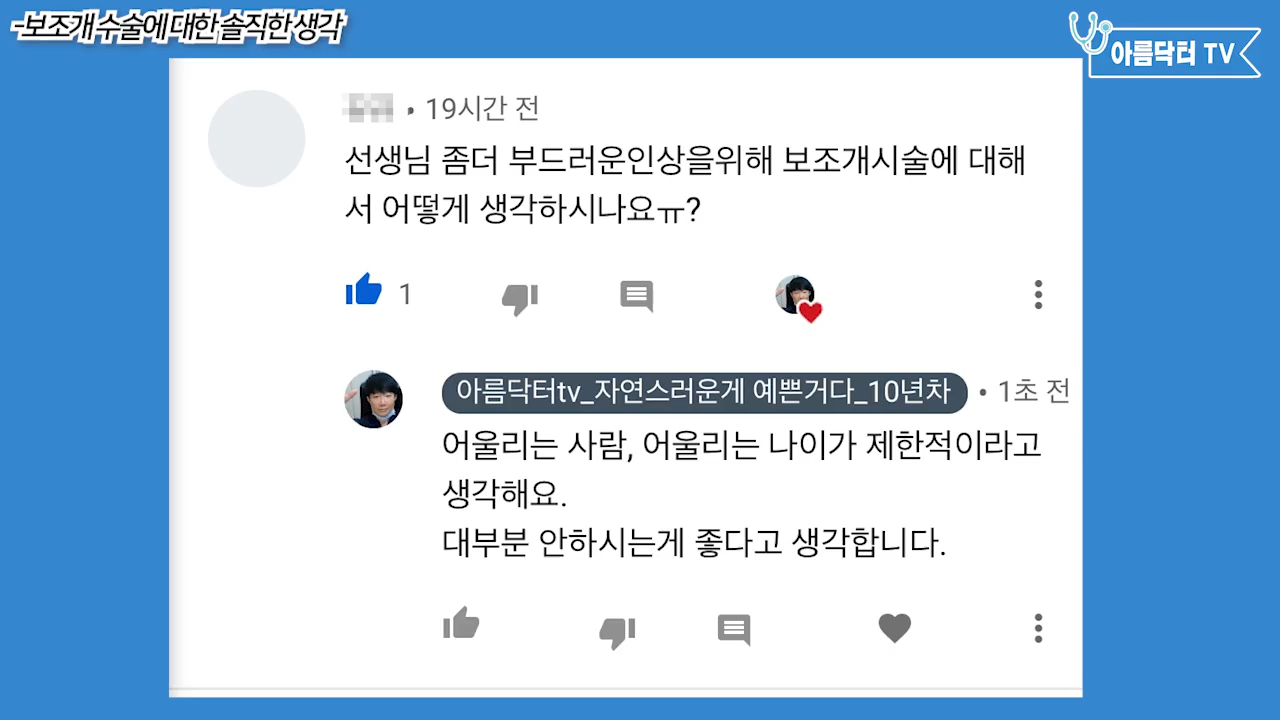 -보조개 수술에 대한 솔직한 생각
아름닥터 TV
• 19시간 전
선생님 좀더 부드러운인상을위해 보조개시술에 대해
서 어떻게 생각하시나요ㅠ?
1
아름닥터tv_자연스러운게 예쁜거다_10년차 • 1초 전
어울리는 사람, 어울리는 나이가 제한적이라고
생각해요.
대부분 안하시는게 좋다고 생각합니다.